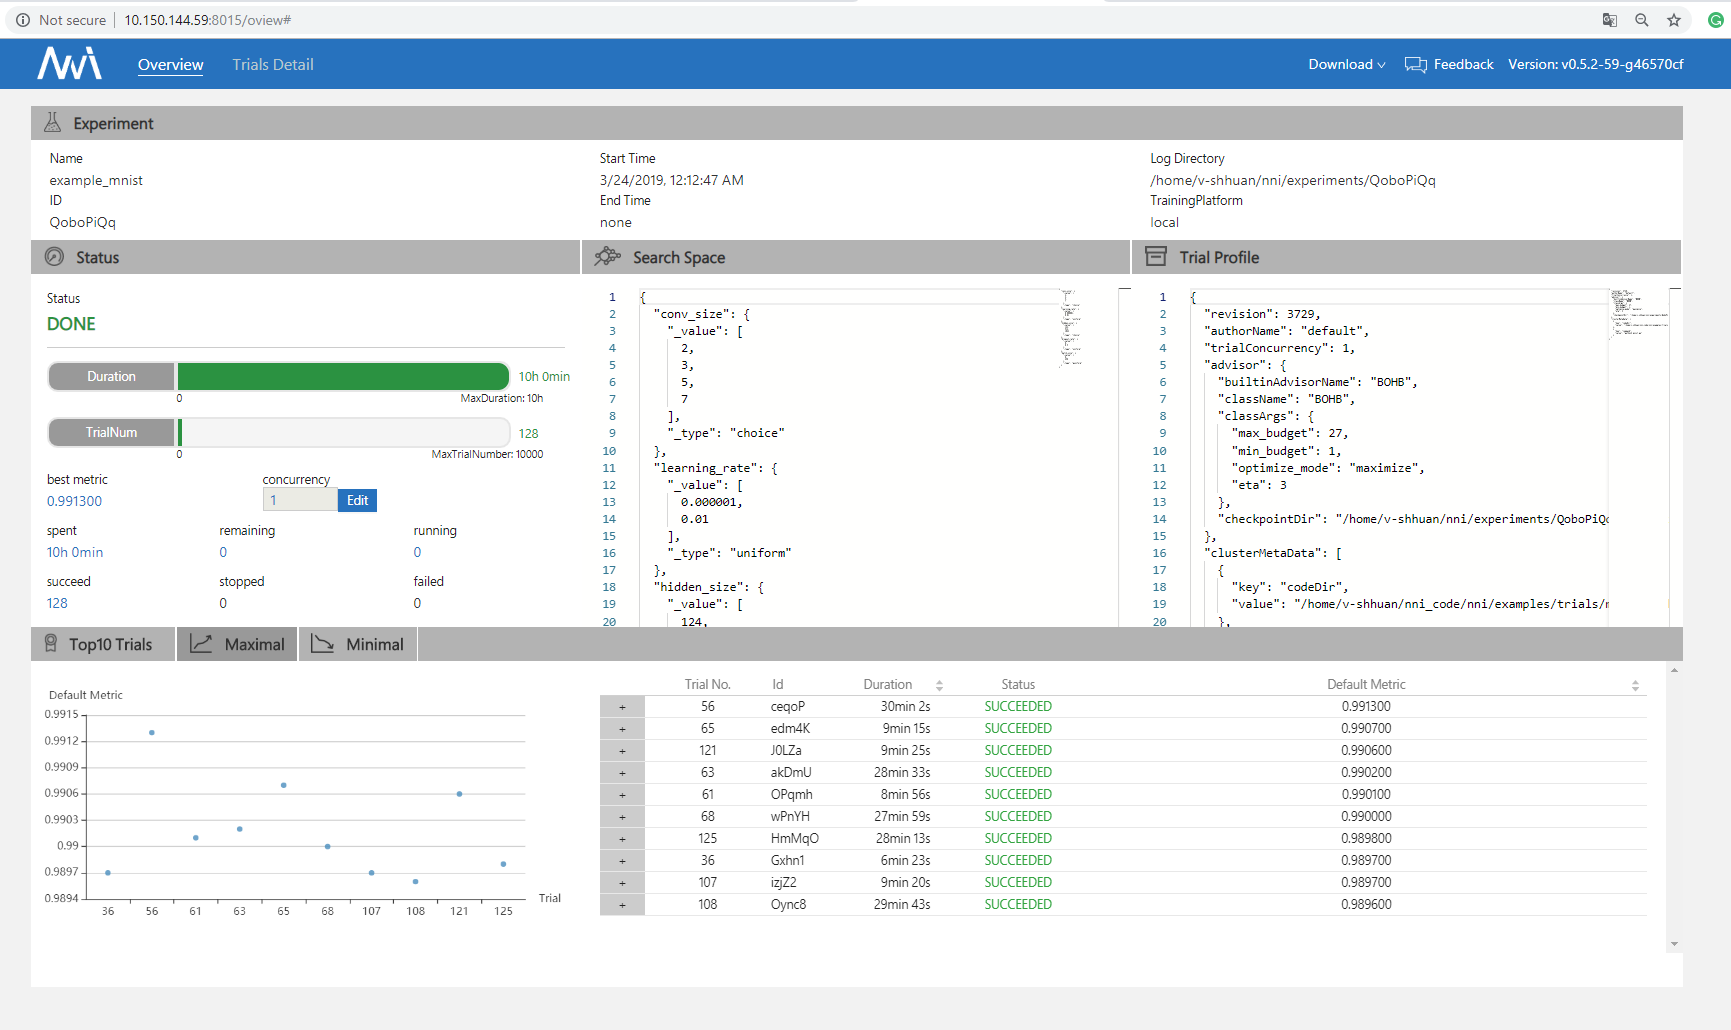 Not secure | 10.150.144.59:8015/oview#
NNI Overview Trials Detail Download Feedback Version: v0.5.2-59-g46570cf
Experiment
Name
example_mnist
ID
QoboPiQq
Start Time
3/24/2019, 12:12:47 AM
End Time
none
Log Directory
/home/v-shhuan/nni/experiments/QoboPiQq
TrainingPlatform
local
Status
Status
DONE
Duration 10h 0min
0 MaxDuration: 10h
TrialNum 128
0 MaxTrialNumber: 10000
best metric concurrency
0.991300 1 Edit
spent remaining running
10h 0min 0 0
succeed stopped failed
128 0 0
Search Space
1 {
2 "conv_size": {
3 "_value": [
4 2,
5 3,
6 5,
7 7
8 ],
9 "_type": "choice"
10 },
11 "learning_rate": {
12 "_value": [
13 0.000001,
14 0.01
15 ],
16 "_type": "uniform"
17 },
18 "hidden_size": {
19 "_value": [
20 124,
Trial Profile
1 {
2 "revision": 3729,
3 "authorName": "default",
4 "trialConcurrency": 1,
5 "advisor": {
6 "builtinAdvisorName": "BOHB",
7 "className": "BOHB",
8 "classArgs": {
9 "max_budget": 27,
10 "min_budget": 1,
11 "optimize_mode": "maximize",
12 "eta": 3
13 },
14 "checkpointDir": "/home/v-shhuan/nni/experiments/QoboPiQq
15 },
16 "clusterMetaData": [
17 {
18 "key": "codeDir",
19 "value": "/home/v-shhuan/nni_code/nni/examples/trials/m
20 },
Top10 Trials Maximal Minimal
Default Metric
0.9915
0.9912
0.9909
0.9906
0.9903
0.99
0.9897
0.9894
36 56 61 63 65 68 107 108 121 125
Trial
Trial No. Id Duration Status Default Metric
+ 56 ceqoP 30min 2s SUCCEEDED 0.991300
+ 65 edm4K 9min 15s SUCCEEDED 0.990700
+ 121 J0LZa 9min 25s SUCCEEDED 0.990600
+ 63 akDmU 28min 33s SUCCEEDED 0.990200
+ 61 OPqmh 8min 56s SUCCEEDED 0.990100
+ 68 wPnYH 27min 59s SUCCEEDED 0.990000
+ 125 HmMqO 28min 13s SUCCEEDED 0.989800
+ 36 Gxhn1 6min 23s SUCCEEDED 0.989700
+ 107 izjZ2 9min 20s SUCCEEDED 0.989700
+ 108 Oync8 29min 43s SUCCEEDED 0.989600